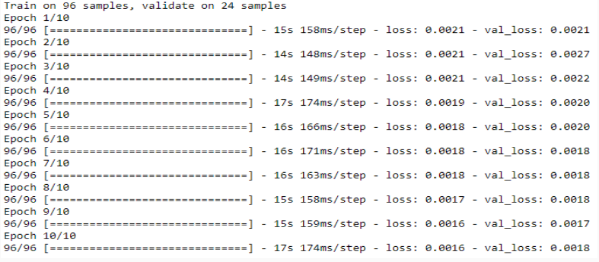 Train on 96 samples, validate on 24 samples
Epoch 1/10
96/96 [==============================] - 15s 158ms/step - loss: 0.0021 - val_loss: 0.0021
Epoch 2/10
96/96 [==============================] - 14s 148ms/step - loss: 0.0021 - val_loss: 0.0027
Epoch 3/10
96/96 [==============================] - 14s 149ms/step - loss: 0.0021 - val_loss: 0.0022
Epoch 4/10
96/96 [==============================] - 17s 174ms/step - loss: 0.0019 - val_loss: 0.0020
Epoch 5/10
96/96 [==============================] - 16s 166ms/step - loss: 0.0018 - val_loss: 0.0020
Epoch 6/10
96/96 [==============================] - 16s 171ms/step - loss: 0.0018 - val_loss: 0.0018
Epoch 7/10
96/96 [==============================] - 16s 163ms/step - loss: 0.0018 - val_loss: 0.0018
Epoch 8/10
96/96 [==============================] - 15s 158ms/step - loss: 0.0017 - val_loss: 0.0018
Epoch 9/10
96/96 [==============================] - 15s 159ms/step - loss: 0.0016 - val_loss: 0.0017
Epoch 10/10
96/96 [==============================] - 17s 174ms/step - loss: 0.0016 - val_loss: 0.0018